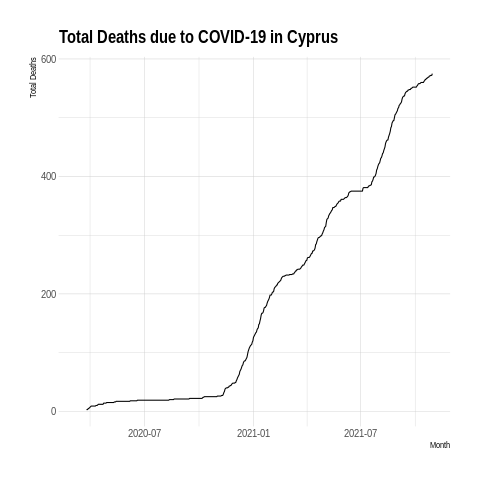 Total Deaths due to COVID-19 in Cyprus
Total Deaths
600
400
200
0
2020-07 2021-01 2021-07
Month